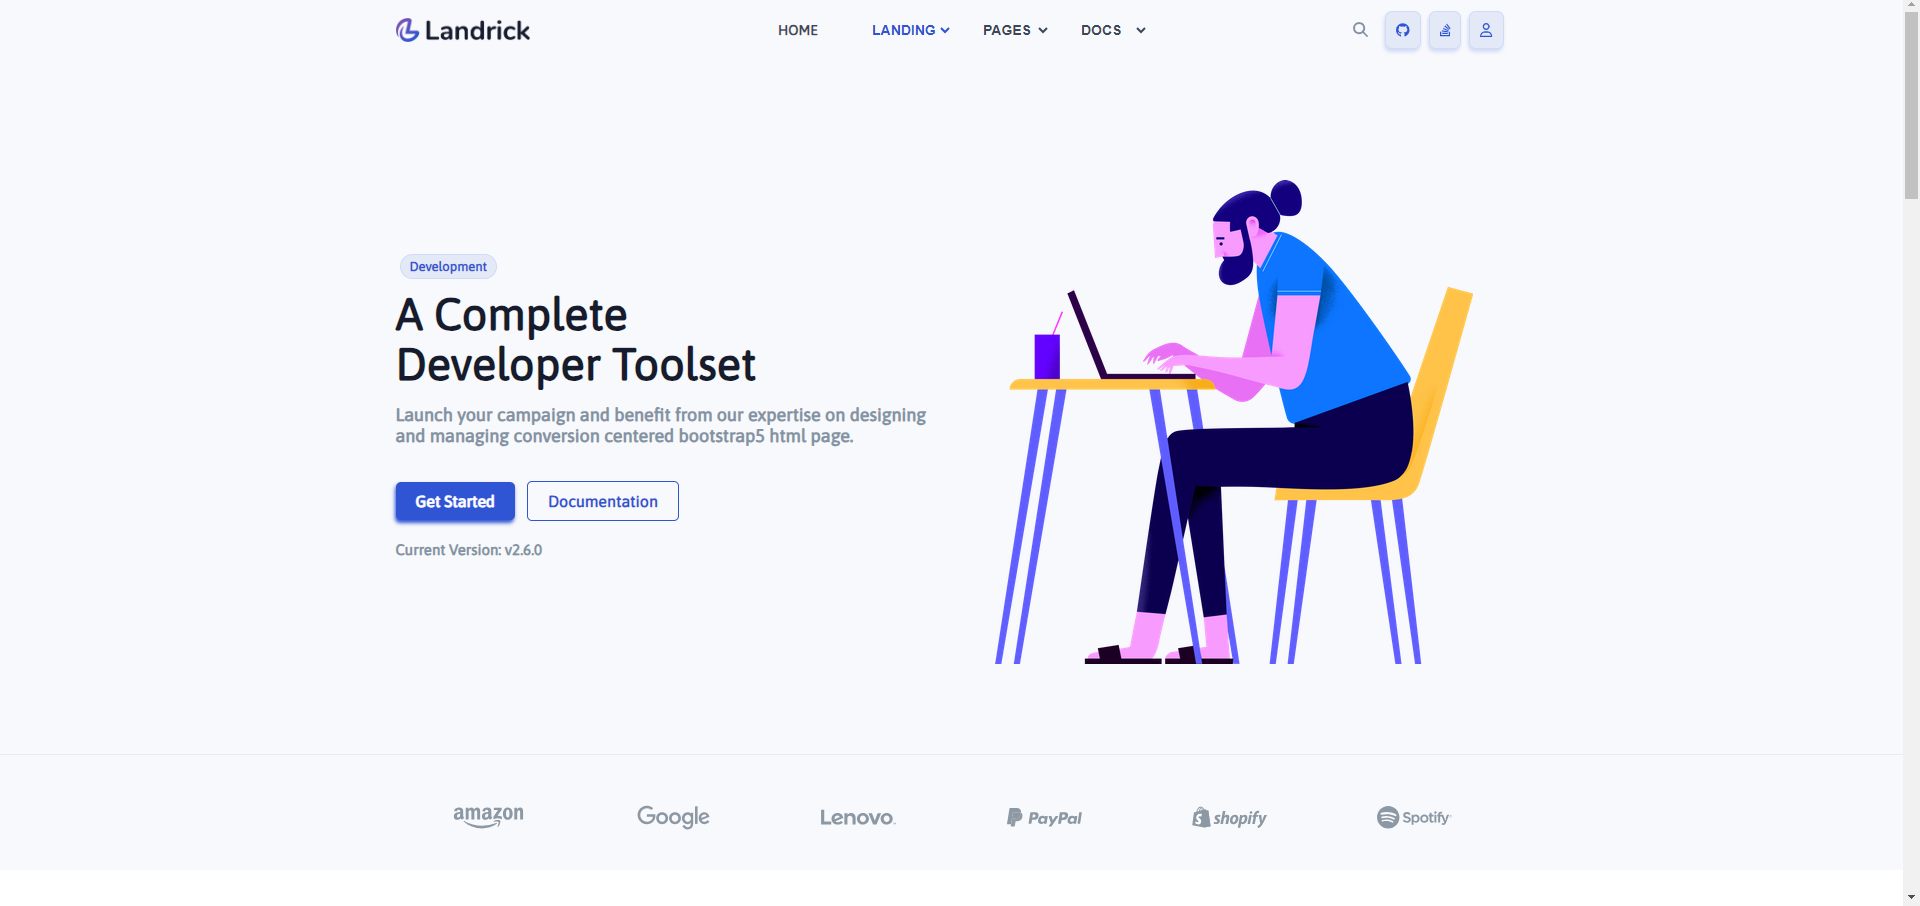 Landrick
HOME
LANDING
PAGES
DOCS
Development
A Complete
Developer Toolset
Launch your campaign and benefit from our expertise on designing
and managing conversion centered bootstrap5 html page.
Get Started
Documentation
Current Version: v2.6.0
amazon
Google
Lenovo
PayPal
shopify
Spotify